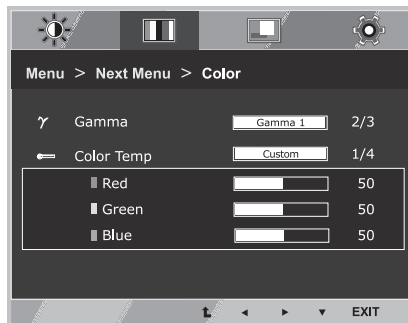 Menu > Next Menu > Color
γ Gamma Gamma 1 2/3
Color Temp Custom 1/4
Red 50
Green 50
Blue 50
EXIT